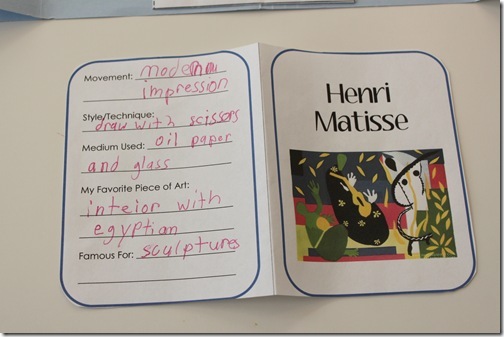 Movement: modern
impression
Style/Technique:
draw with scissors
Medium Used: oil paper
and glass
My Favorite Piece of Art:
inteior with
egyptian
Famous For: sculptures
Henri
Matisse